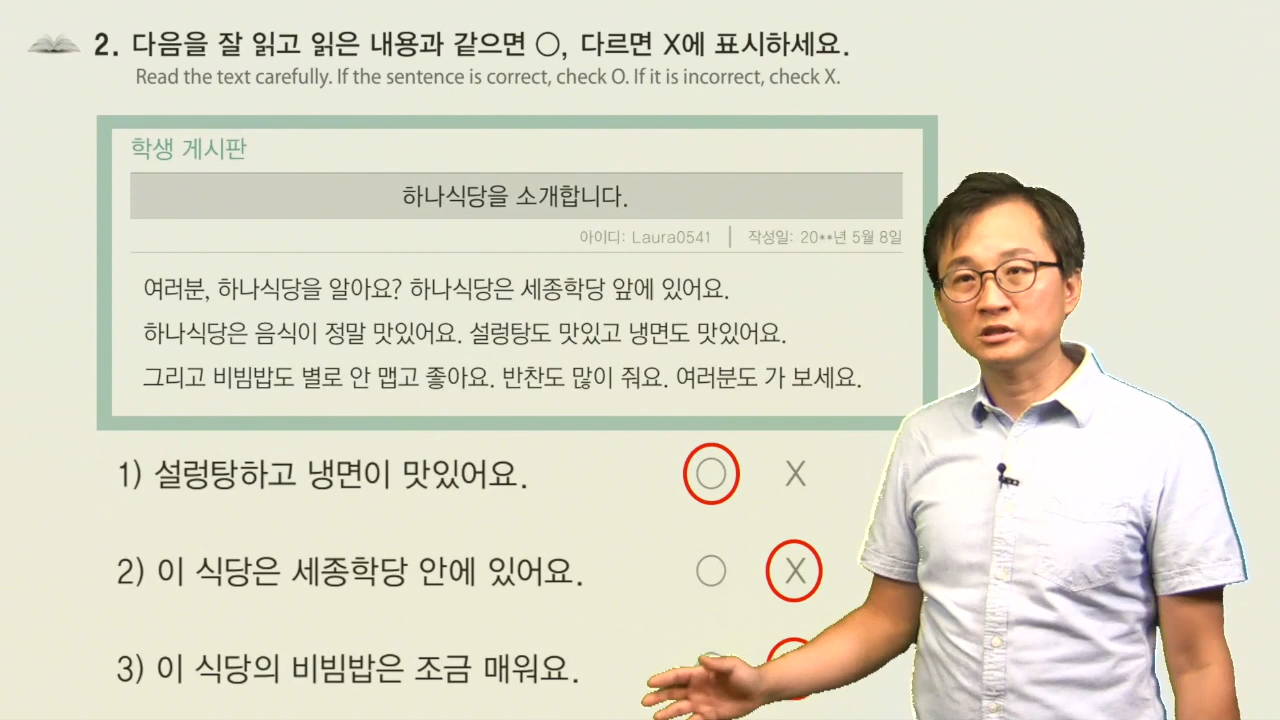 2. 다음을 잘 읽고 읽은 내용과 같으면 ○, 다르면 X에 표시하세요.
Read the text carefully. If the sentence is correct, check O. If it is incorrect, check X.
학생 게시판
하나식당을 소개합니다.
아이디: Laura0541 | 작성일: 20**년 5월 8일
여러분, 하나식당을 알아요? 하나식당은 세종학당 앞에 있어요.
하나식당은 음식이 정말 맛있어요. 설렁탕도 맛있고 냉면도 맛있어요.
그리고 비빔밥도 별로 안 맵고 좋아요. 반찬도 많이 줘요. 여러분도 가 보세요.
1) 설렁탕하고 냉면이 맛있어요. ○ X
2) 이 식당은 세종학당 안에 있어요. ○ X
3) 이 식당의 비빔밥은 조금 매워요.